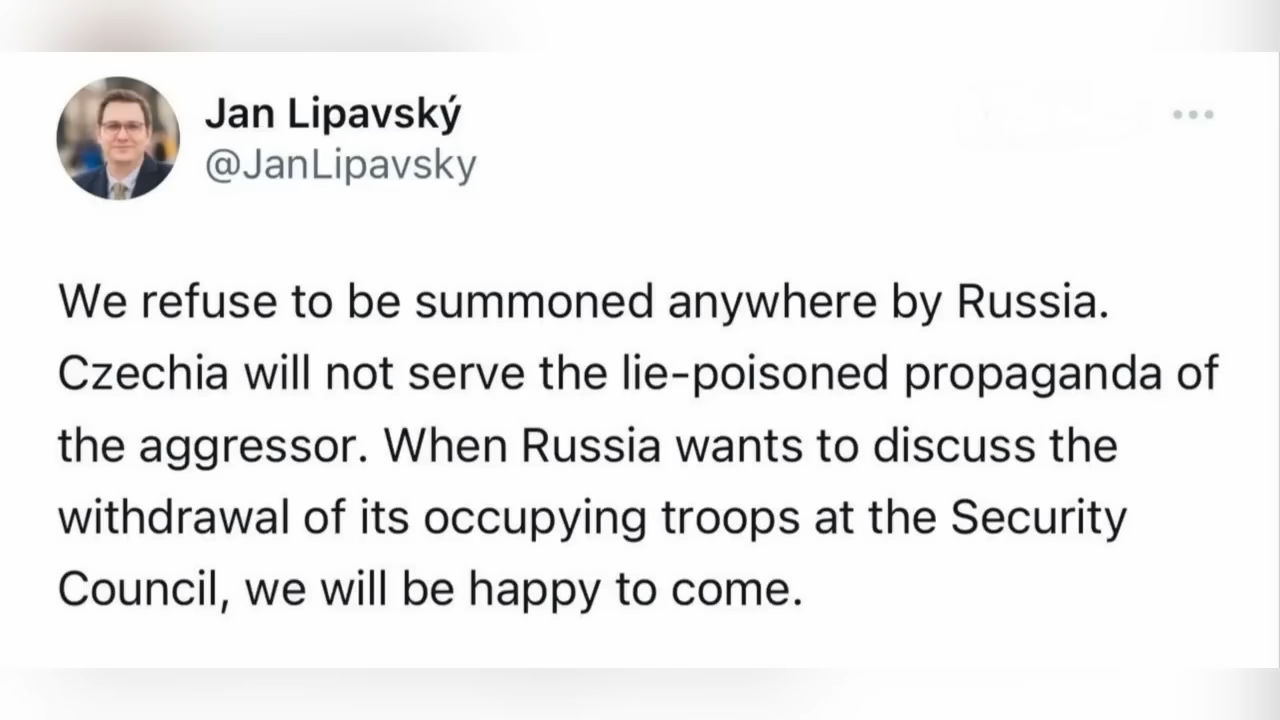 Jan Lipavský
@JanLipavsky
We refuse to be summoned anywhere by Russia.
Czechia will not serve the lie-poisoned propaganda of
the aggressor. When Russia wants to discuss the
withdrawal of its occupying troops at the Security
Council, we will be happy to come.